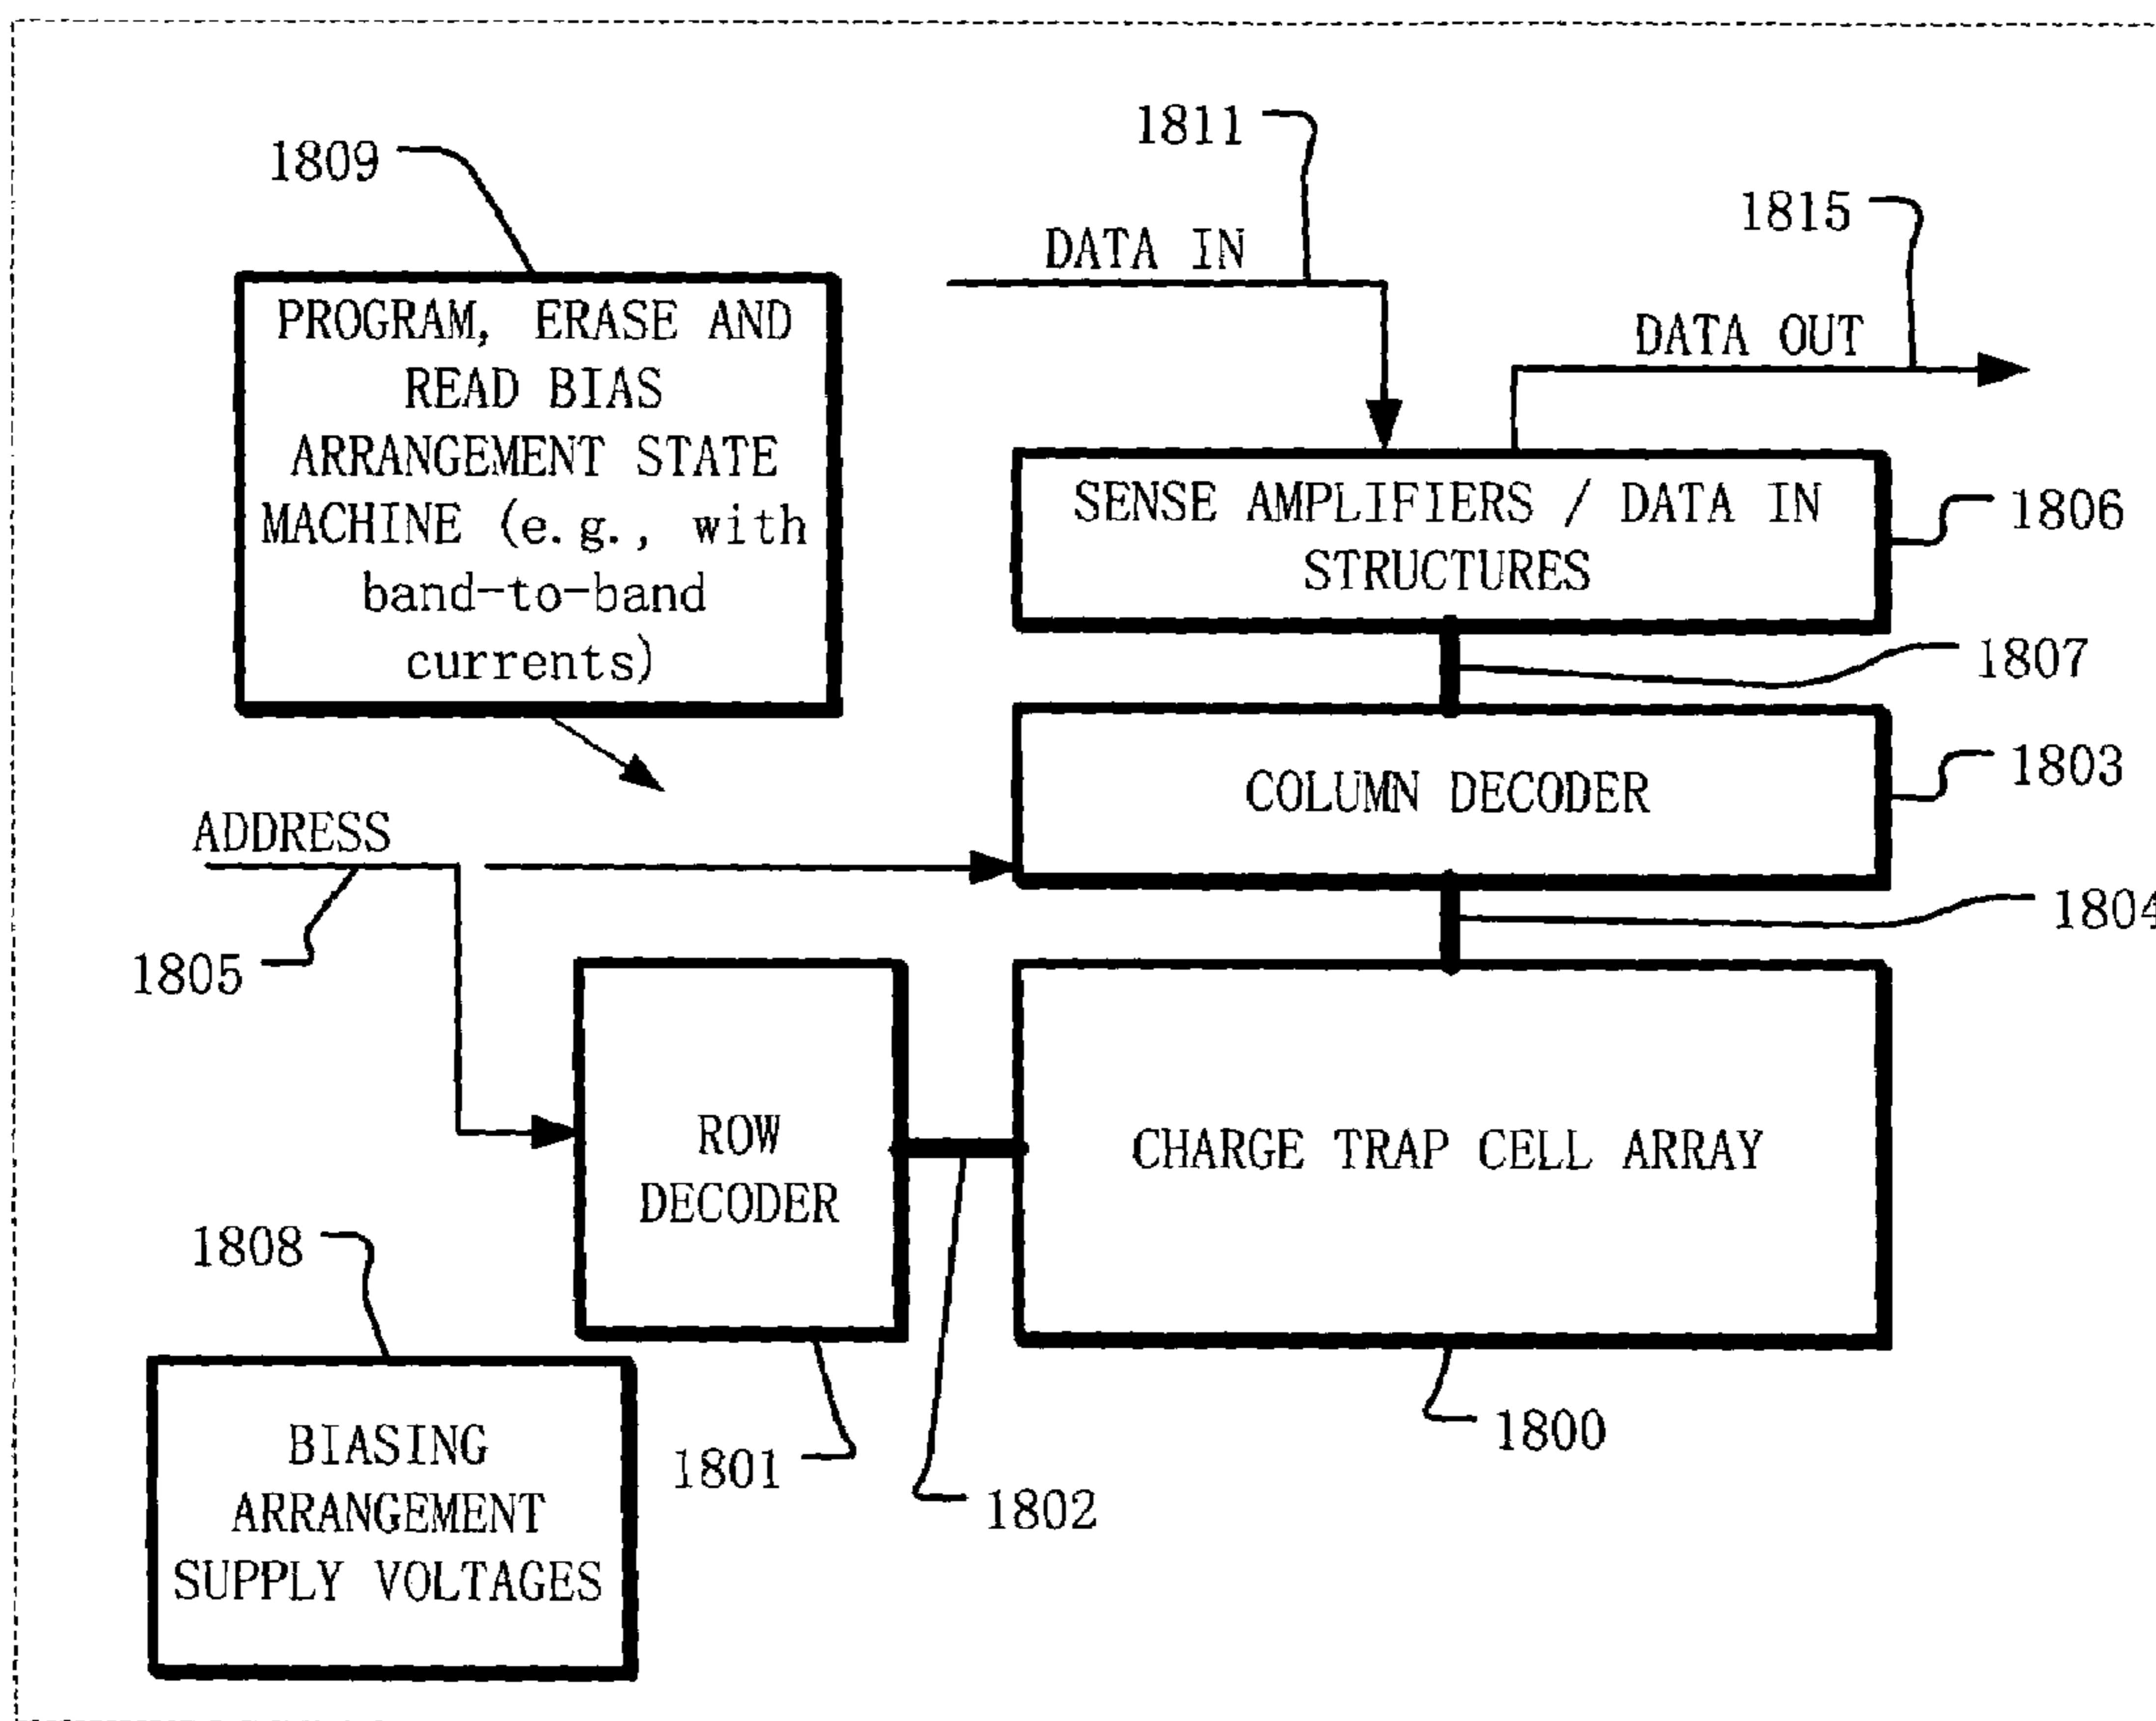 1811
1809
1815
DATA IN
PROGRAM, ERASE AND
READ BIAS
ARRANGEMENT STATE
MACHINE (e.g., with
band-to-band
currents)
DATA OUT
SENSE AMPLIFIERS / DATA IN
STRUCTURES
1806
1807
COLUMN DECODER
1803
ADDRESS
1804
1805
ROW
DECODER
CHARGE TRAP CELL ARRAY
1808
1800
1801
1802
BIASING
ARRANGEMENT
SUPPLY VOLTAGES